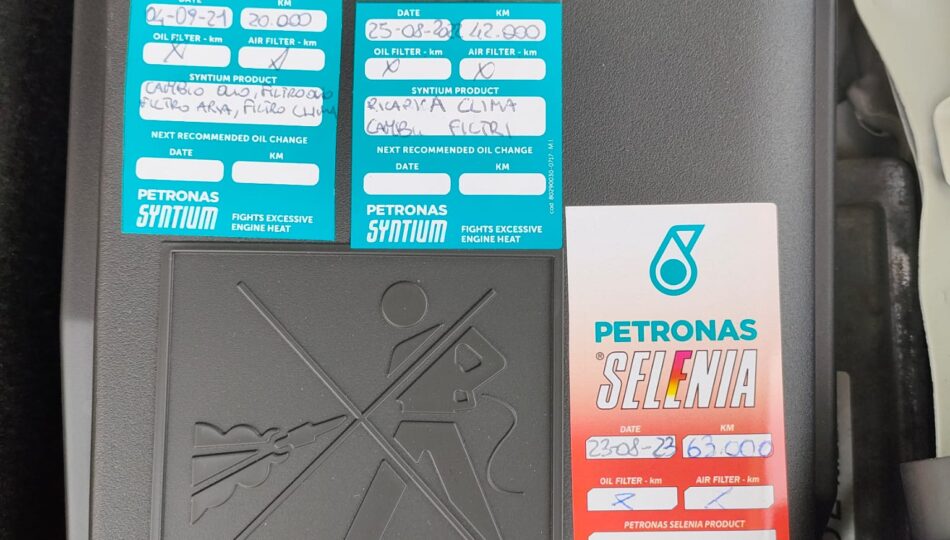 DATE KM
04-09-21 20.000
OIL FILTER - km AIR FILTER - km
X X
SYNTIUM PRODUCT
CAMBIO OLIO, FILTRO OLIO
FILTRO ARIA, FILTRO CLIMA
NEXT RECOMMENDED OIL CHANGE
DATE KM
PETRONAS
SYNTIUM
FIGHTS EXCESSIVE
ENGINE HEAT
DATE KM
25-08- 42.000
OIL FILTER - km AIR FILTER - km
X X
SYNTIUM PRODUCT
RICARICA CLIMA
FILTRI
NEXT RECOMMENDED OIL CHANGE
DATE KM
PETRONAS
SYNTIUM
FIGHTS EXCESSIVE
ENGINE HEAT
cod. 80290030-0717- M.I.
PETRONAS
®SELENIA
DATE KM
23-08-23 63.000
OIL FILTER - km AIR FILTER - km
X X
PETRONAS SELENIA PRODUCT